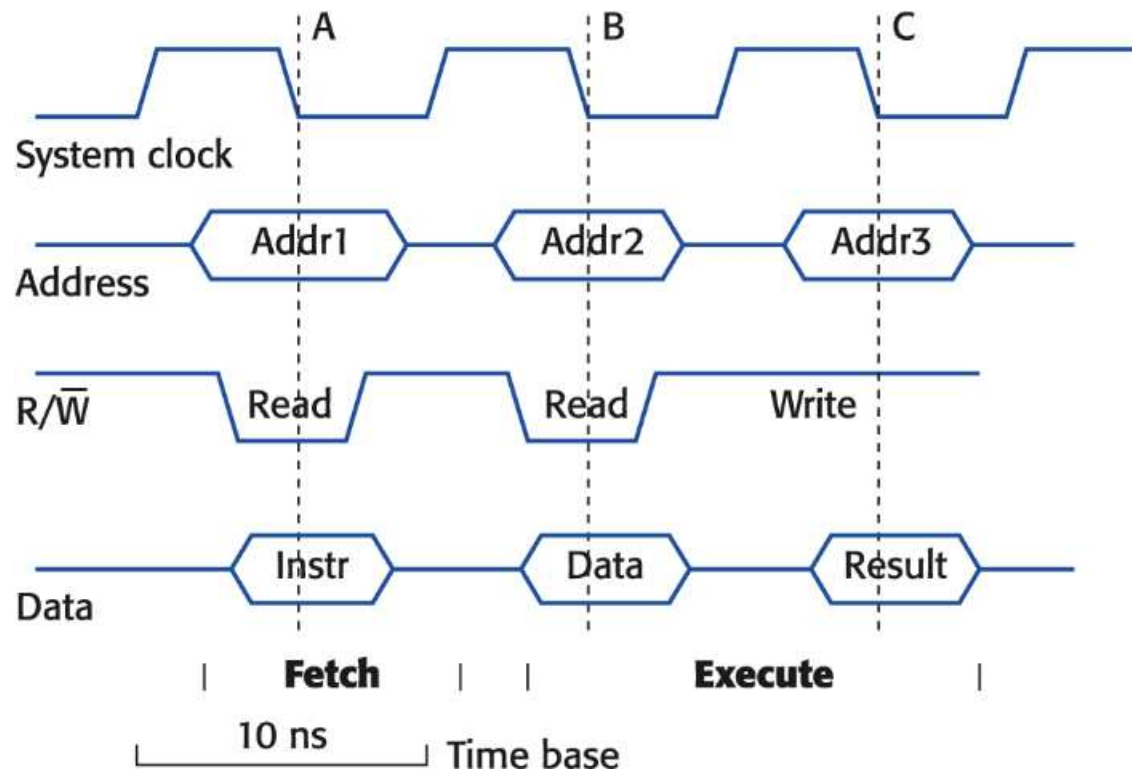 A B C
System clock
Addr1 Addr2 Addr3
Address
R/W̅ Read Read Write
Instr Data Result
Data
Fetch Execute
10 ns Time base